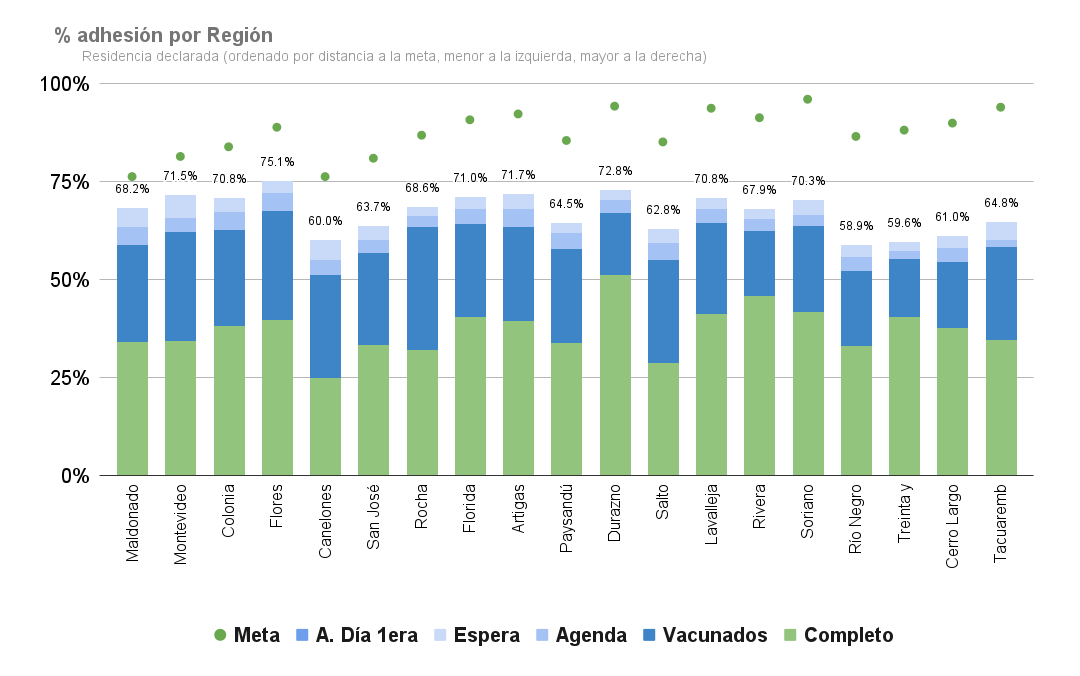 % adhesión por Región
Residencia declarada (ordenado por distancia a la meta, menor a la izquierda, mayor a la derecha)
100%
75%
50%
25%
0%
68.2%
71.5%
70.8%
75.1%
60.0%
63.7%
68.6%
71.0%
71.7%
64.5%
72.8%
62.8%
70.8%
67.9%
70.3%
58.9%
59.6%
61.0%
64.8%
Maldonado
Montevideo
Colonia
Flores
Canelones
San José
Rocha
Florida
Artigas
Paysandú
Durazno
Salto
Lavalleja
Rivera
Soriano
Río Negro
Treinta y
Cerro Largo
Tacuaremb
Meta A. Día 1era Espera Agenda Vacunados Completo